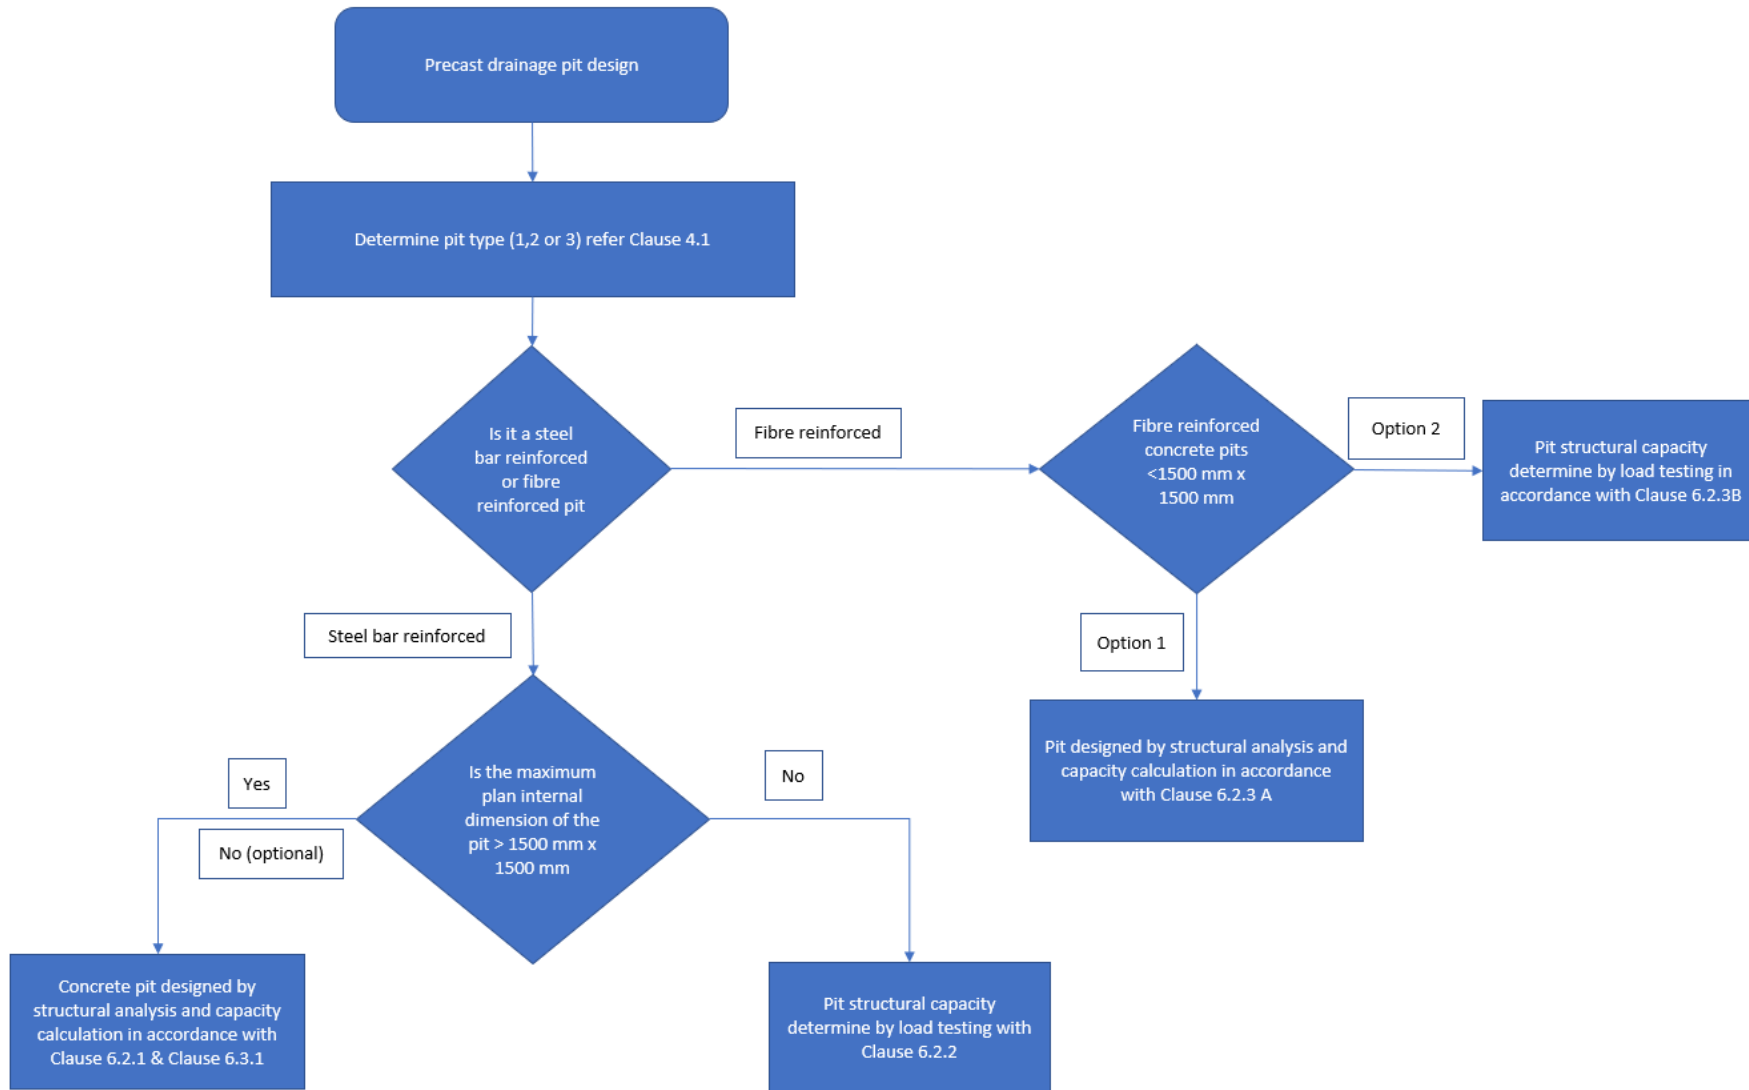 Precast drainage pit design
Determine pit type (1,2 or 3) refer Clause 4.1
Is it a steel
bar reinforced
or fibre
reinforced pit
Fibre reinforced
Fibre reinforced
concrete pits
<1500 mm x
1500 mm
Option 2
Pit structural capacity
determine by load testing in
accordance with Clause 6.2.3B
Steel bar reinforced
Option 1
Pit designed by structural analysis and
capacity calculation in accordance
with Clause 6.2.3 A
Is the maximum
plan internal
dimension of the
pit > 1500 mm x
1500 mm
Yes
No (optional)
No
Concrete pit designed by
structural analysis and capacity
calculation in accordance with
Clause 6.2.1 & Clause 6.3.1
Pit structural capacity
determine by load testing with
Clause 6.2.2